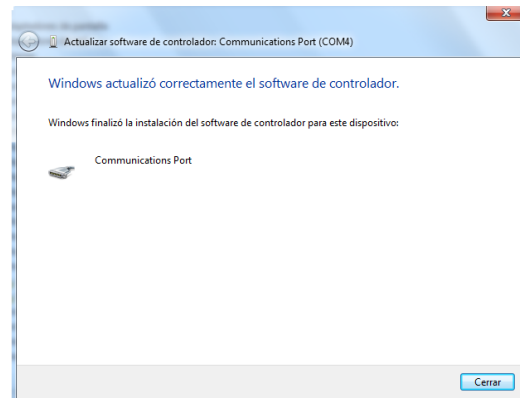 Actualizar software de controlador: Communications Port (COM4)
Windows actualizó correctamente el software de controlador.
Windows finalizó la instalación del software de controlador para este dispositivo:
Communications Port
Cerrar